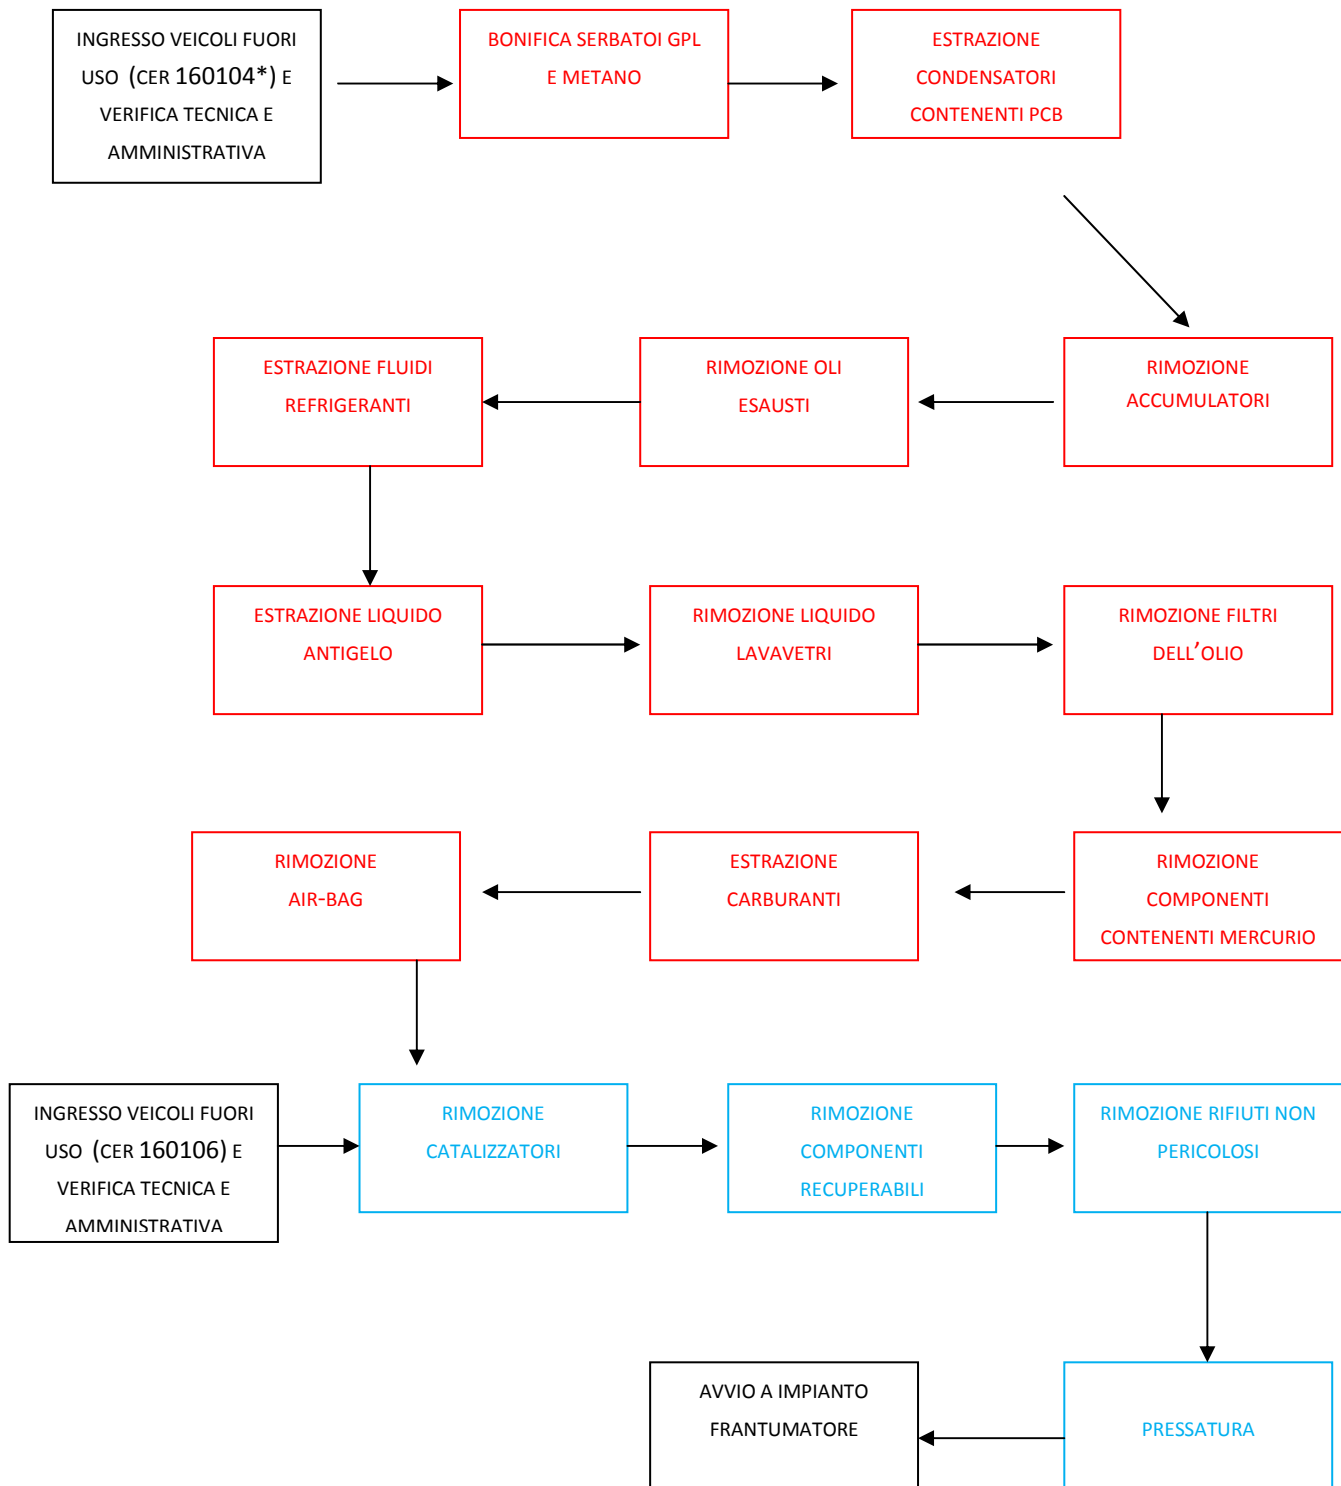 INGRESSO VEICOLI FUORI
USO (CER 160104*) E
VERIFICA TECNICA E
AMMINISTRATIVA
BONIFICA SERBATOI GPL
E METANO
ESTRAZIONE
CONDENSATORI
CONTENENTI PCB
RIMOZIONE
ACCUMULATORI
RIMOZIONE OLI
ESAUSTI
ESTRAZIONE FLUIDI
REFRIGERANTI
ESTRAZIONE LIQUIDO
ANTIGELO
RIMOZIONE LIQUIDO
LAVAVETRI
RIMOZIONE FILTRI
DELL’OLIO
RIMOZIONE
COMPONENTI
CONTENENTI MERCURIO
ESTRAZIONE
CARBURANTI
RIMOZIONE
AIR-BAG
INGRESSO VEICOLI FUORI
USO (CER 160106) E
VERIFICA TECNICA E
AMMINISTRATIVA
RIMOZIONE
CATALIZZATORI
RIMOZIONE
COMPONENTI
RECUPERABILI
RIMOZIONE RIFIUTI NON
PERICOLOSI
PRESSATURA
AVVIO A IMPIANTO
FRANTUMATORE